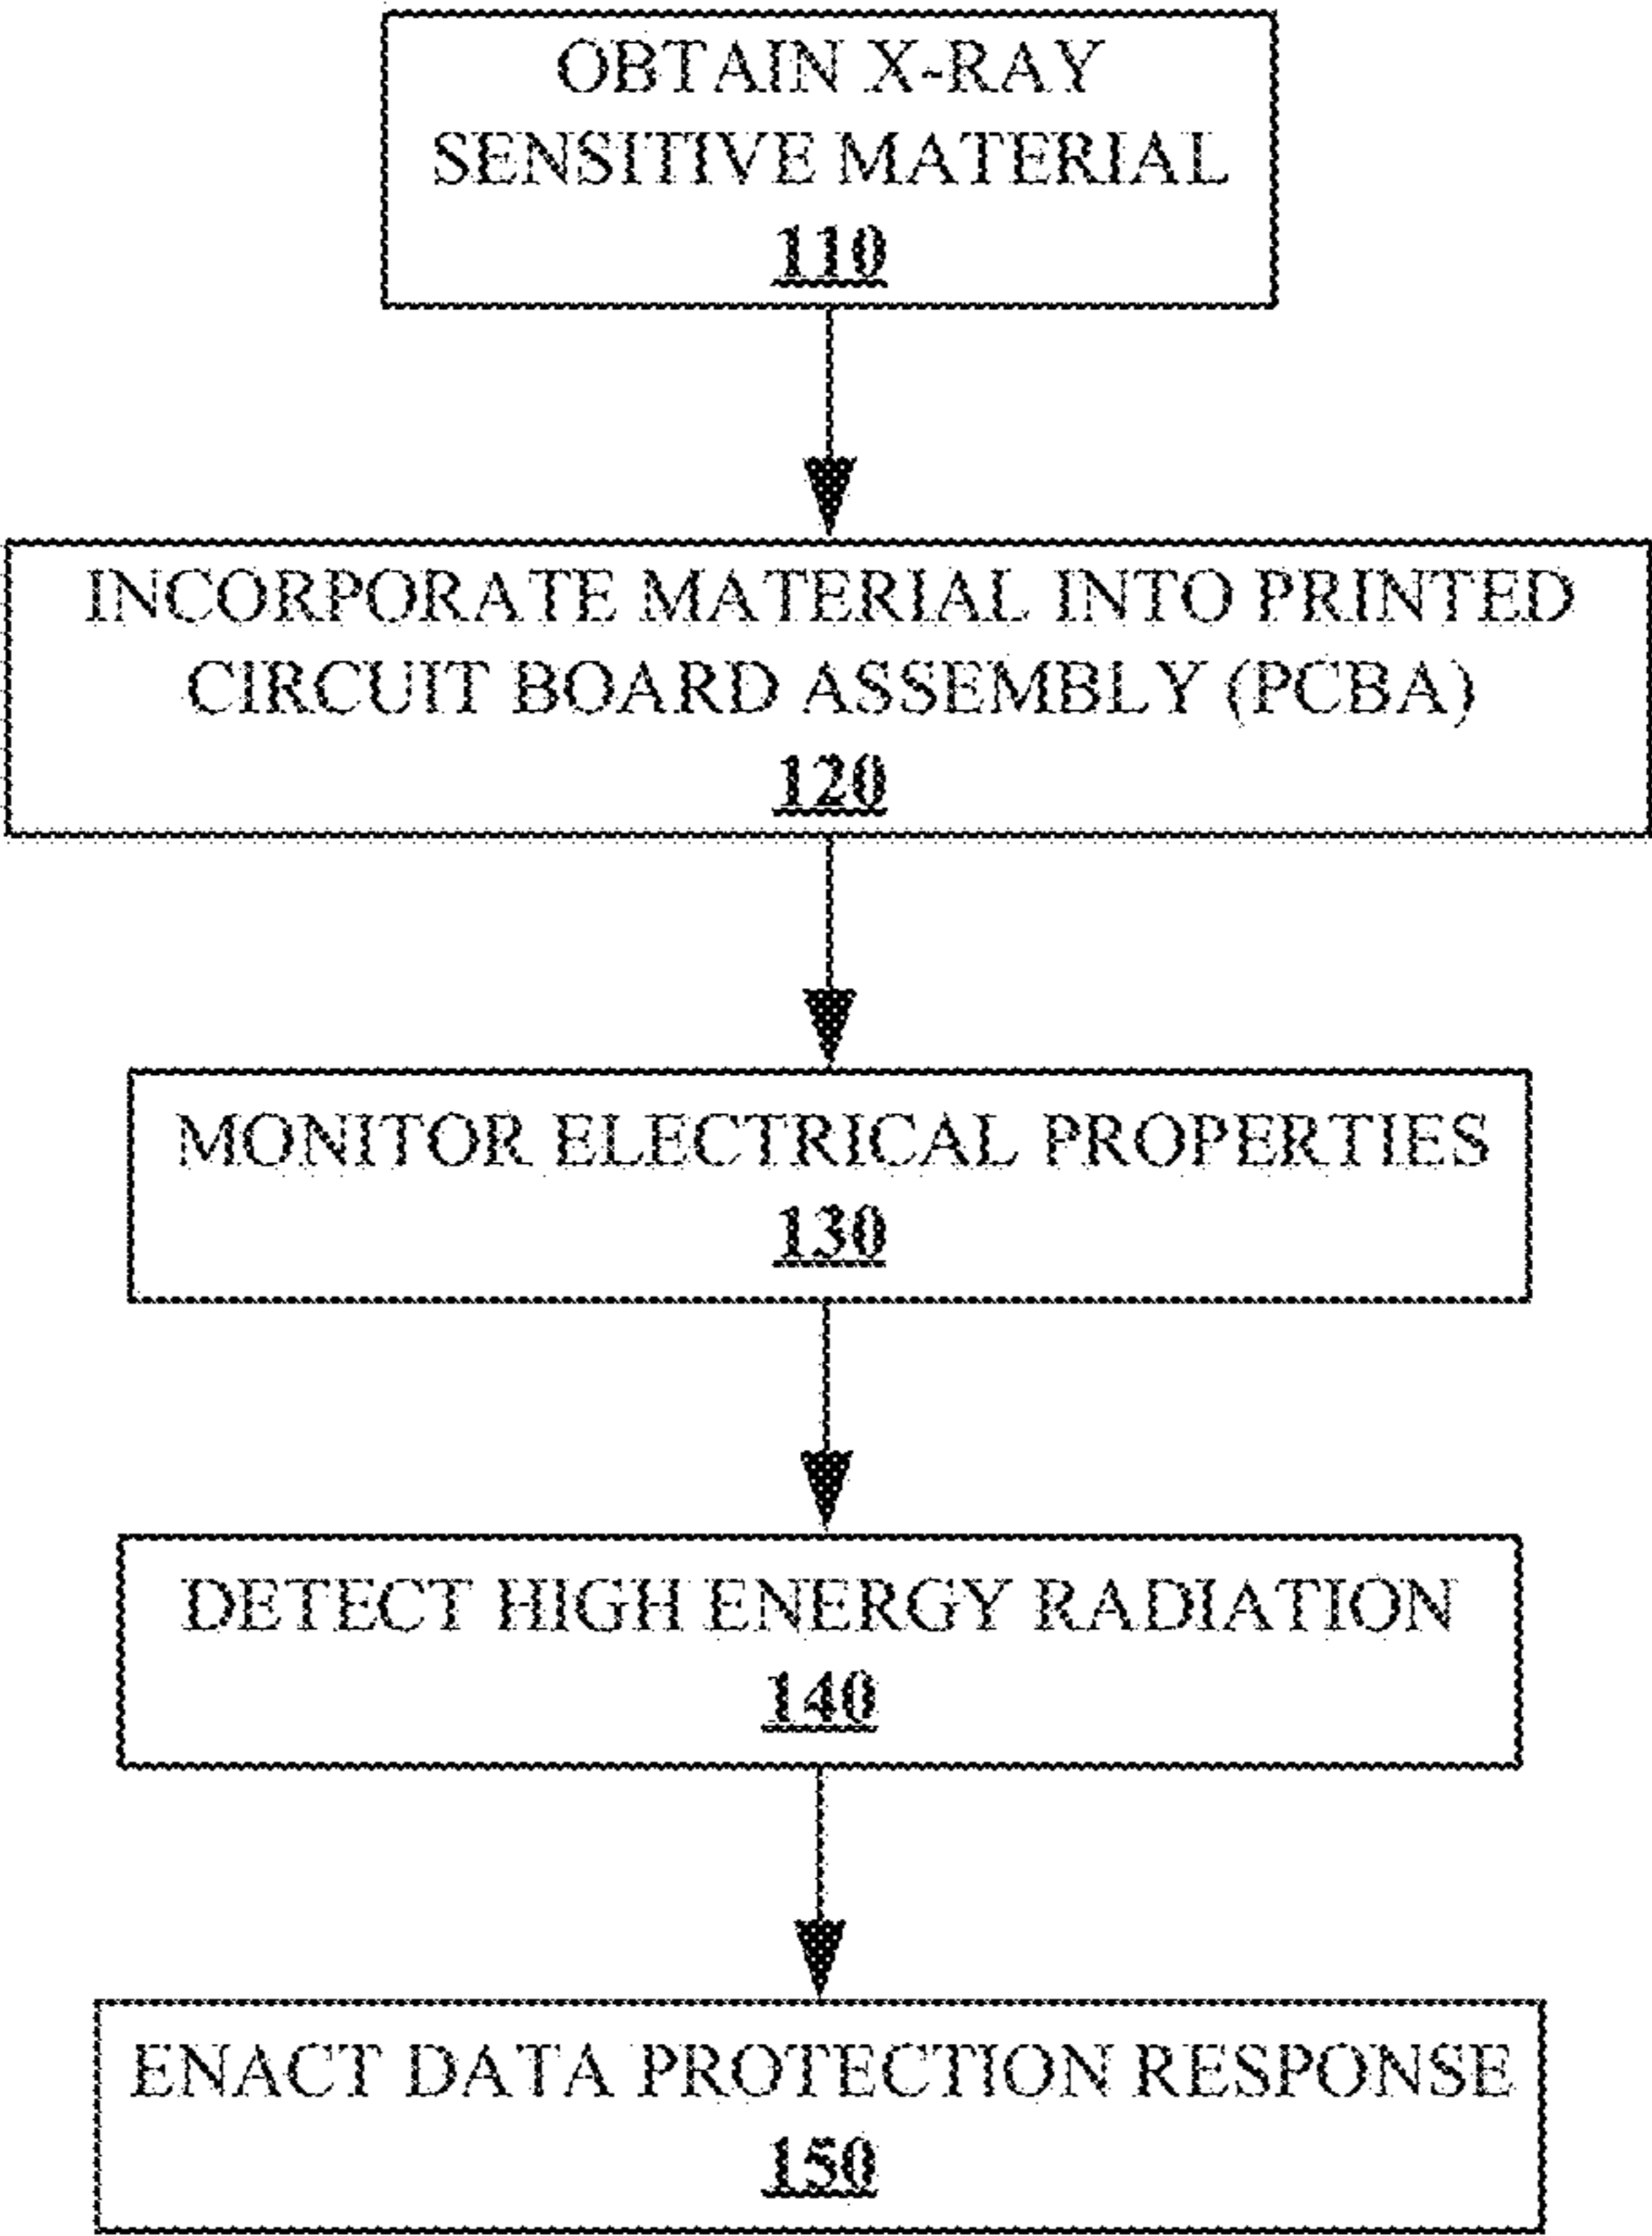 OBTAIN X-RAY
SENSITIVE MATERIAL
110
INCORPORATE MATERIAL INTO PRINTED
CIRCUIT BOARD ASSEMBLY (PCBA)
120
MONITOR ELECTRICAL PROPERTIES
130
DETECT HIGH ENERGY RADIATION
140
ENACT DATA PROTECTION RESPONSE
150